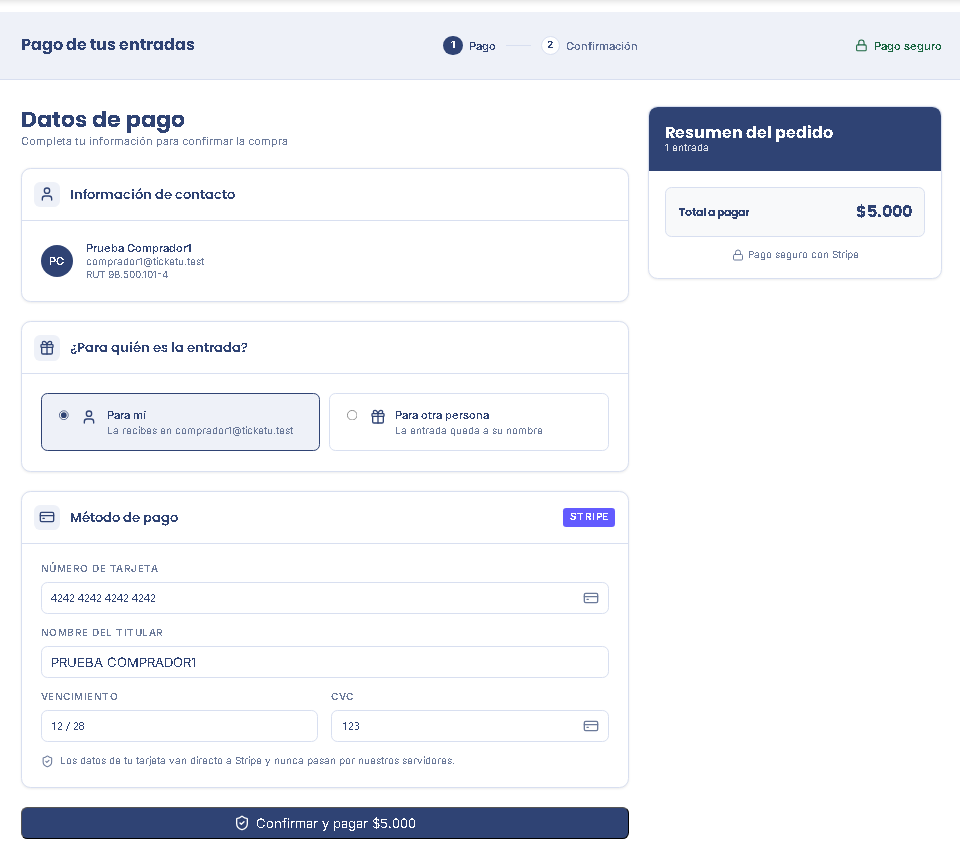 Pago de tus entradas
1 Pago
2 Confirmación
Pago seguro
Datos de pago
Completa tu información para confirmar la compra
Información de contacto
PC
Prueba Comprador1
comprador1@ticketu.test
RUT 98.500.101-4
¿Para quién es la entrada?
Para mí
La recibes en comprador1@ticketu.test
Para otra persona
La entrada queda a su nombre
Método de pago
STRIPE
NÚMERO DE TARJETA
4242 4242 4242 4242
NOMBRE DEL TITULAR
PRUEBA COMPRADOR1
VENCIMIENTO
12 / 28
CVC
123
Los datos de tu tarjeta van directo a Stripe y nunca pasan por nuestros servidores.
Confirmar y pagar $5.000
Resumen del pedido
1 entrada
Total a pagar
$5.000
Pago seguro con Stripe